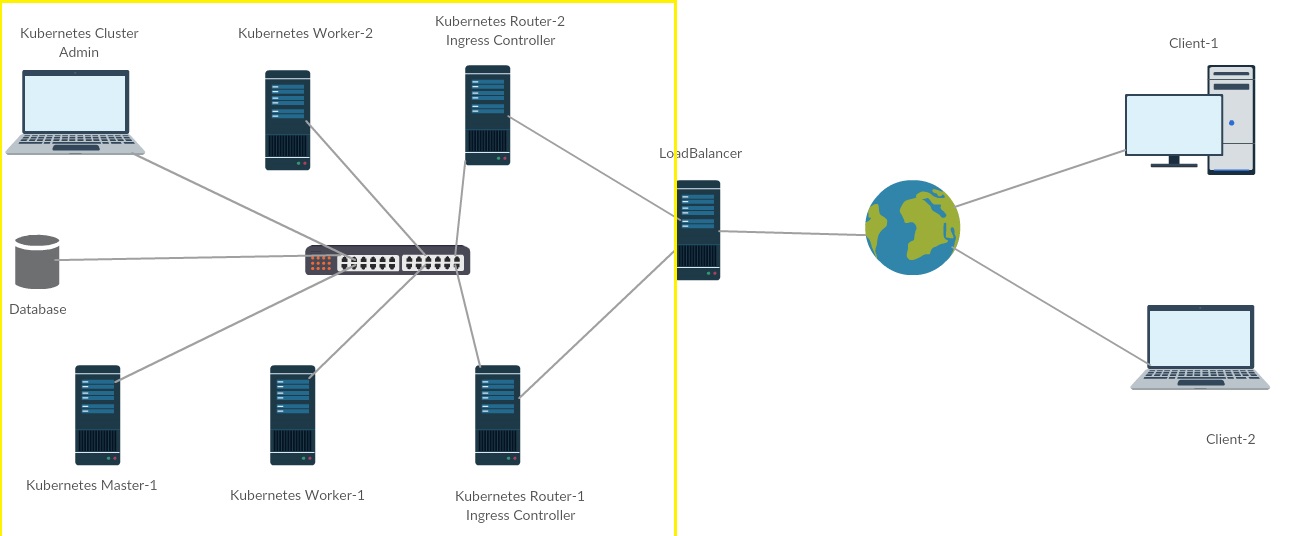 Kubernetes Cluster
Admin
Kubernetes Worker-2
Kubernetes Router-2
Ingress Controller
Client-1
LoadBalancer
Database
Client-2
Kubernetes Master-1
Kubernetes Worker-1
Kubernetes Router-1
Ingress Controller